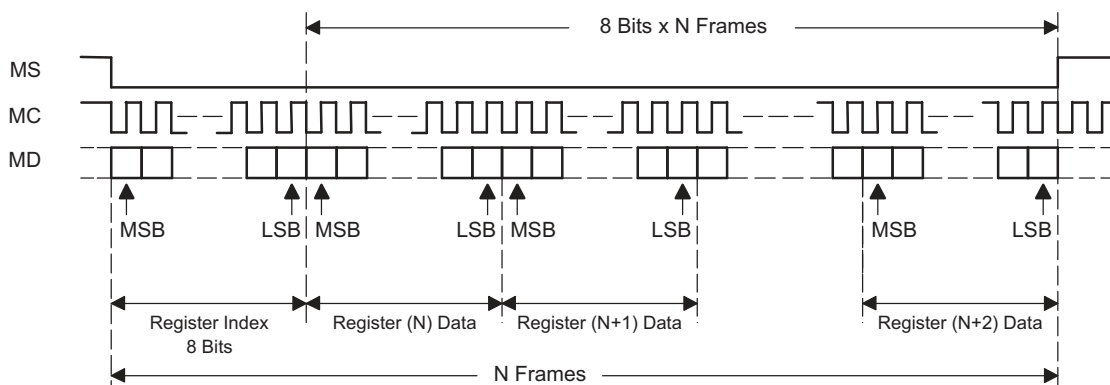 8 Bits x N Frames
MS
MC
MD
MSB
LSB
MSB
LSB
MSB
LSB
MSB
LSB
Register Index
8 Bits
Register (N) Data
Register (N+1) Data
Register (N+2) Data
N Frames